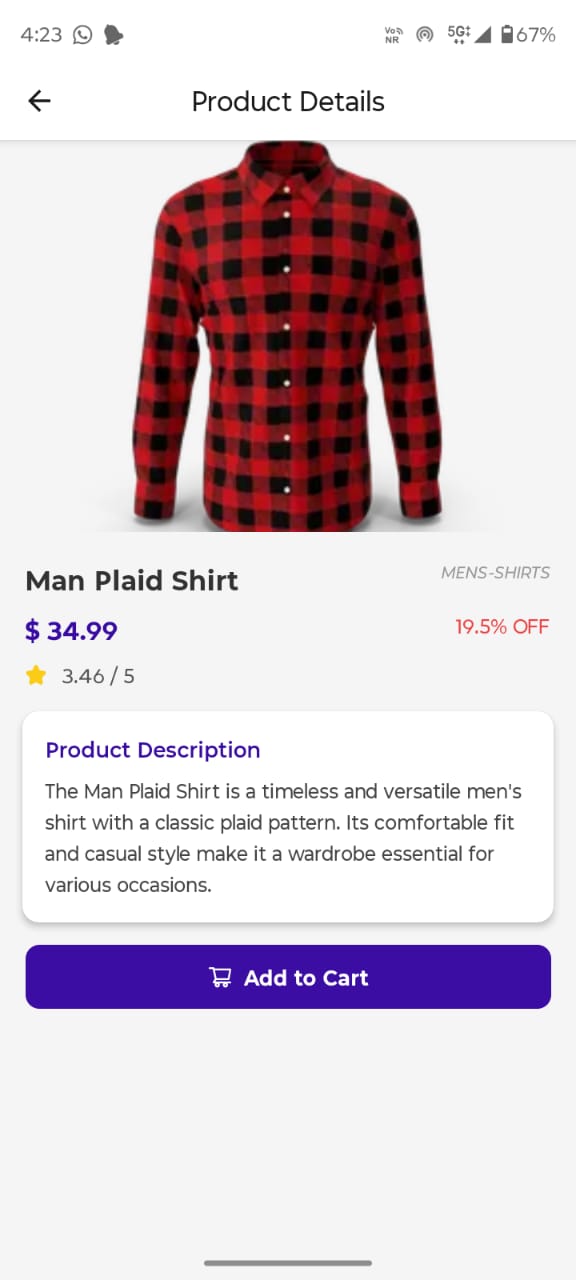 4:23
Vo NR 5G 67%
Product Details
Man Plaid Shirt
MENS-SHIRTS
$ 34.99
19.5% OFF
3.46 / 5
Product Description
The Man Plaid Shirt is a timeless and versatile men's
shirt with a classic plaid pattern. Its comfortable fit
and casual style make it a wardrobe essential for
various occasions.
Add to Cart